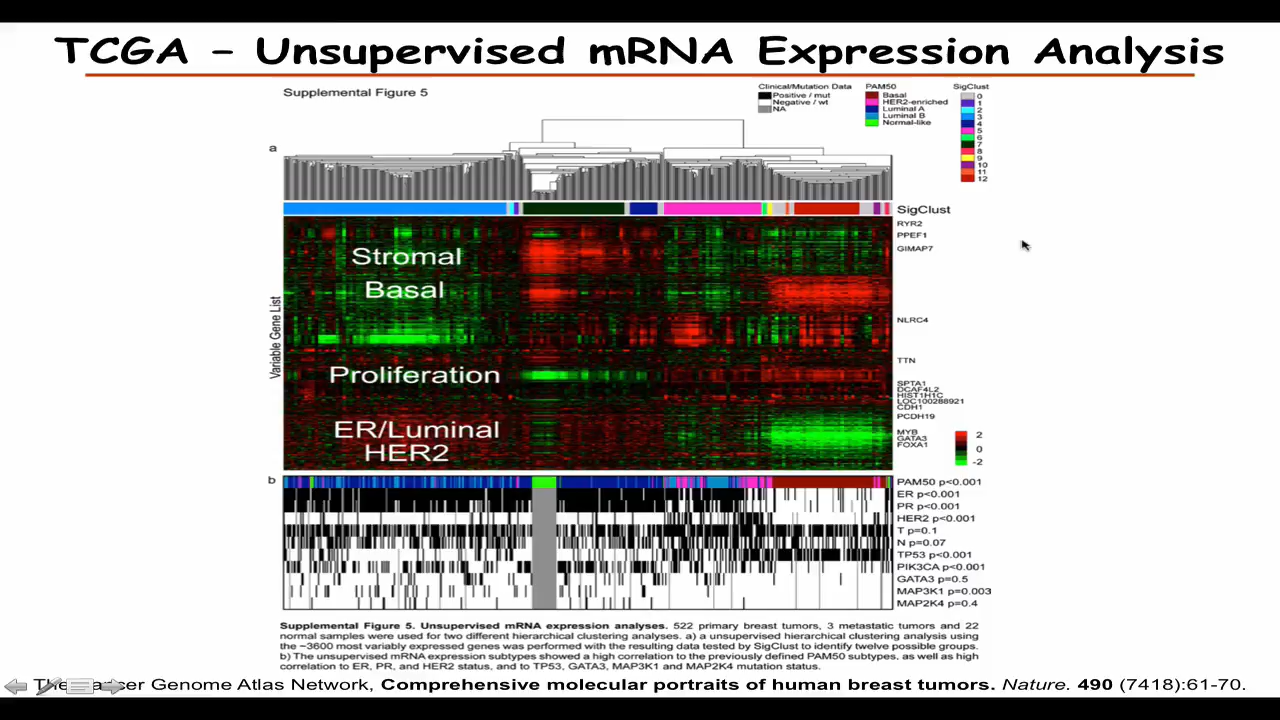 TCGA – Unsupervised mRNA Expression Analysis
Supplemental Figure 5
Clinical/Mutation Data
Positive / mut
Negative / wt
NA
PAM50
Basal
HER2-enriched
Luminal A
Luminal B
Normal-like
SigClust
0
1
2
3
4
5
6
7
8
9
10
11
12
a
SigClust
RYR2
PPEF1
GIMAP7
NLRC4
TTN
SPTA1
DCAF4L2
HIST1H1C
LOC100288921
CDH1
PCDH19
MYB
GATA3
FOXA1
Variable Gene List
Stromal
Basal
Proliferation
ER/Luminal
HER2
2
0
-2
b
PAM50 p<0.001
ER p<0.001
PR p<0.001
HER2 p<0.001
T p=0.1
N p=0.07
TP53 p<0.001
PIK3CA p<0.001
GATA3 p=0.5
MAP3K1 p=0.003
MAP2K4 p=0.4
Supplemental Figure 5. Unsupervised mRNA expression analyses. 522 primary breast tumors, 3 metastatic tumors and 22
normal samples were used for two different hierarchical clustering analyses. a) a unsupervised hierarchical clustering analysis using
the ~3600 most variably expressed genes was performed with the resulting data tested by SigClust to identify twelve possible groups.
b) The unsupervised mRNA expression subtypes showed a high correlation to the previously defined PAM50 subtypes, as well as high
correlation to ER, PR, and HER2 status, and to TP53, GATA3, MAP3K1 and MAP2K4 mutation status.
The Cancer Genome Atlas Network, Comprehensive molecular portraits of human breast tumors. Nature. 490 (7418):61-70.